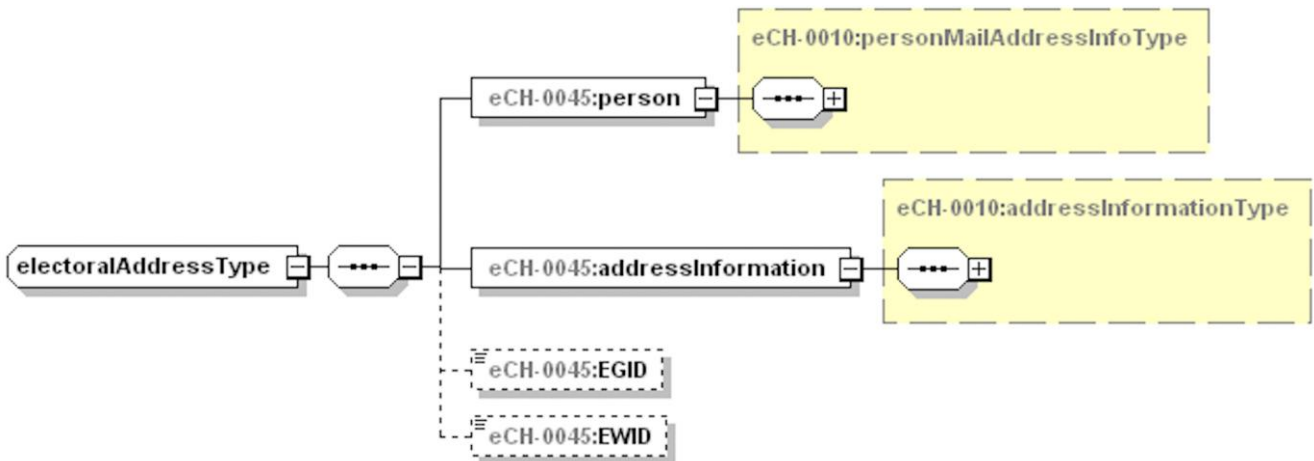 eCH-0010:personMailAddressInfoType
eCH-0045:person
eCH-0010:addressInformationType
electoralAddressType
eCH-0045:addressInformation
eCH-0045:EGID
eCH-0045:EWID